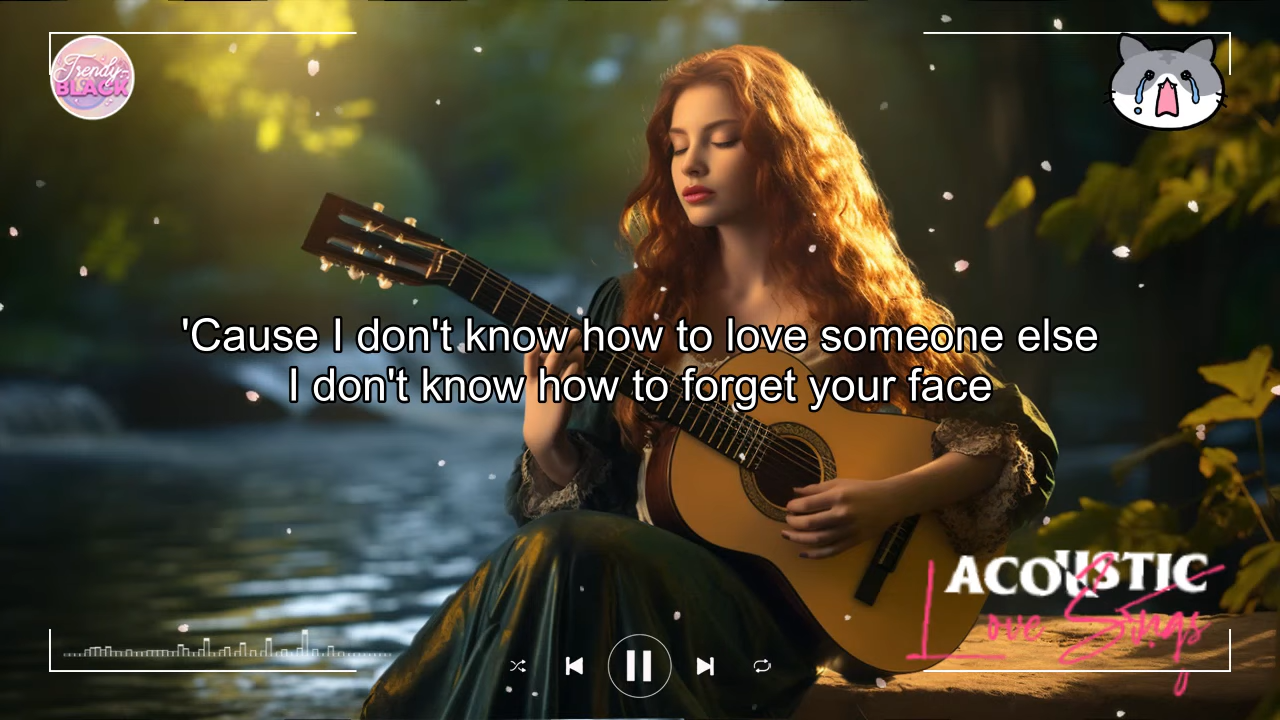 Trendy
BLACK
'Cause I don't know how to love someone else
I don't know how to forget your face
ACOUSTIC
Love Songs